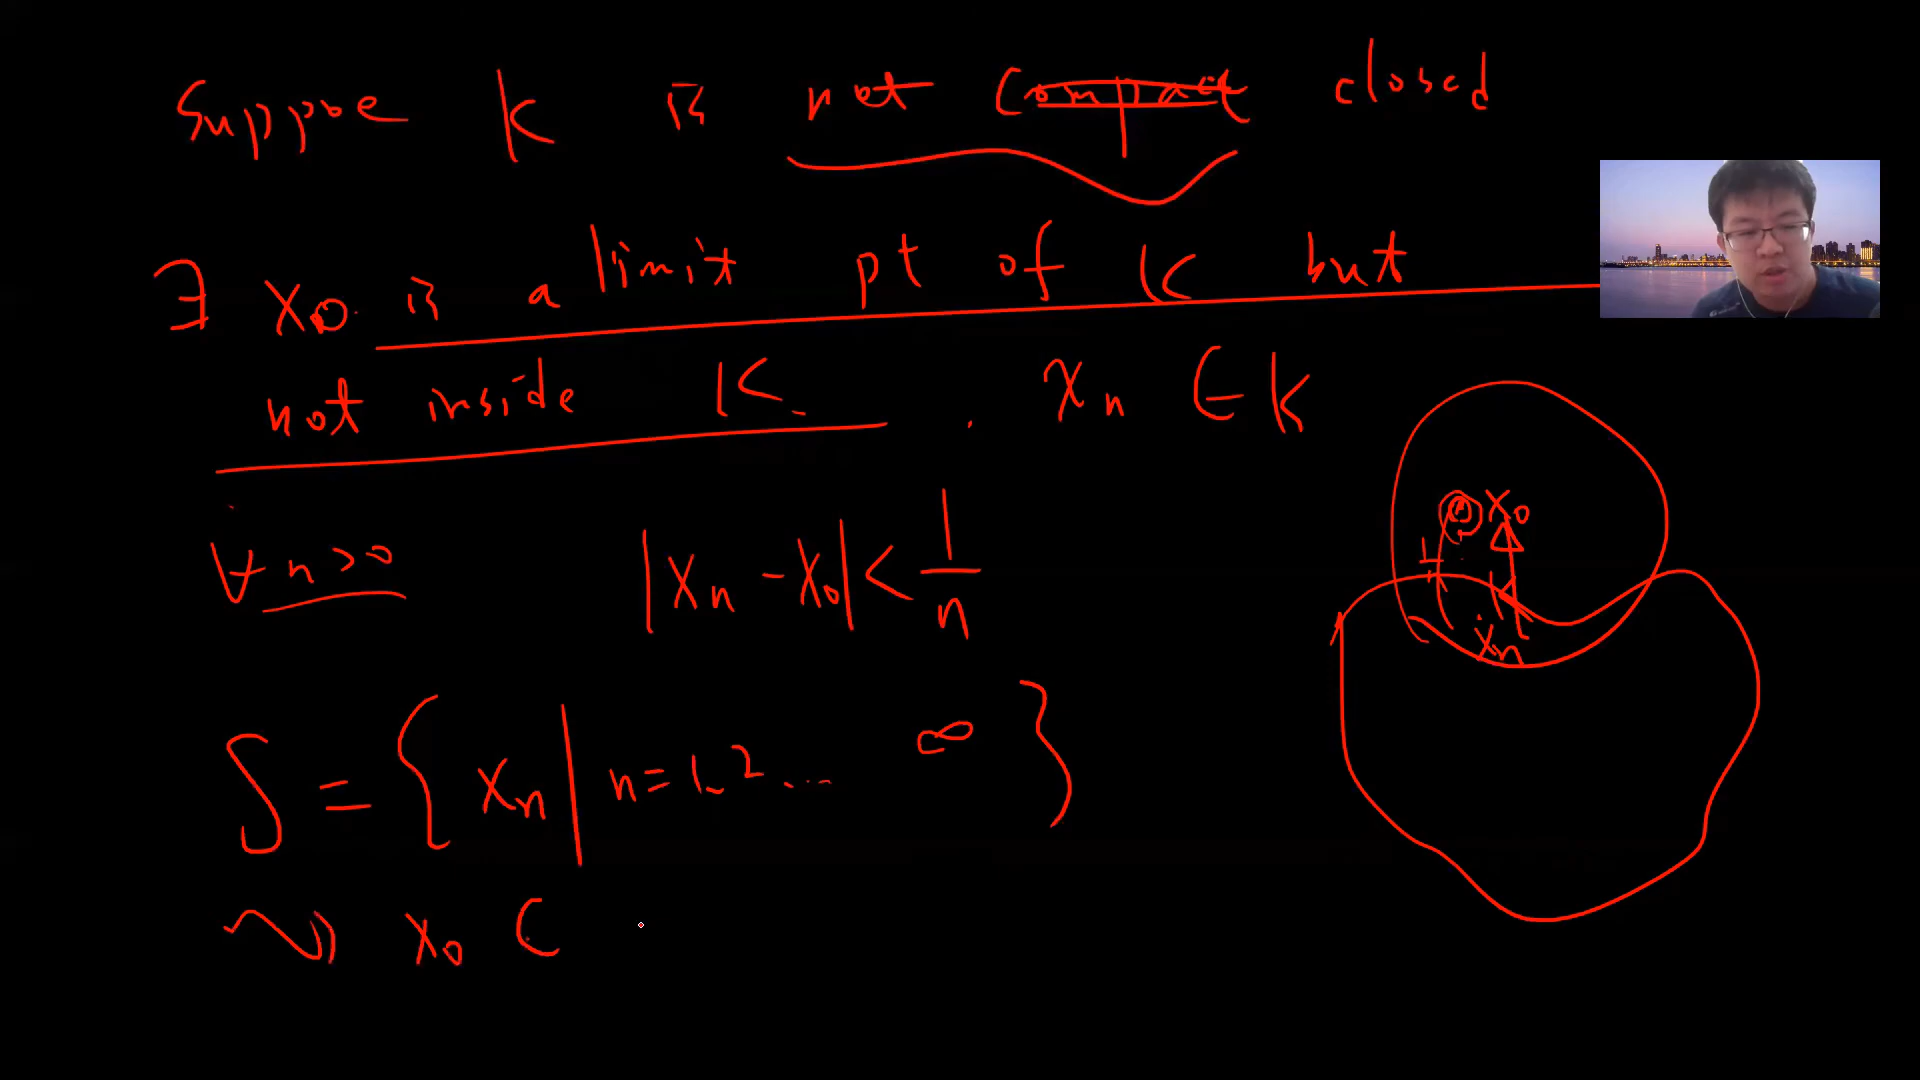 Suppose K is not compact closed
∃ x₀ is a limit pt of K but
not inside K. xₙ ∈ K
∀ n>0 |xₙ - x₀| < 1/n
S = { xₙ | n=1,2... ∞ }
x₀ (
x₀
xₙ